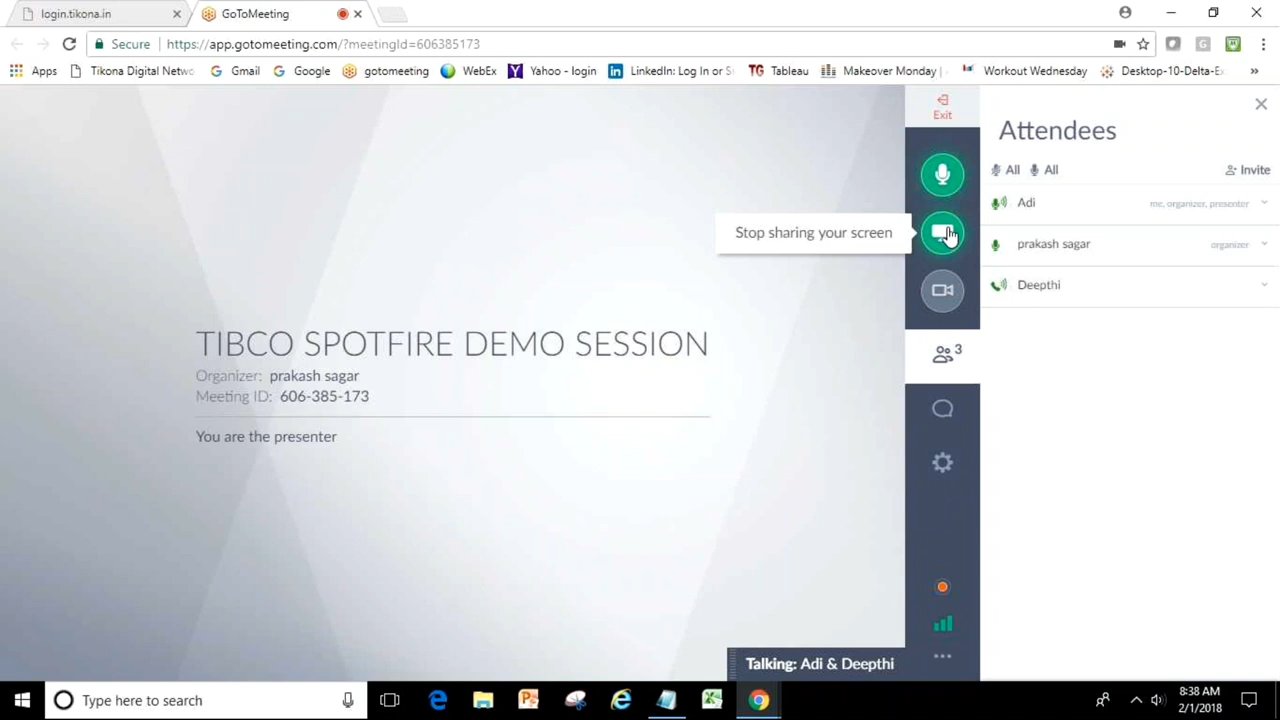 login.tikona.in
GoToMeeting
Secure
https://app.gotomeeting.com/?meetingId=606385173
Apps
Tikona Digital Netwo
Gmail
Google
gotomeeting
WebEx
Yahoo - login
LinkedIn: Log In or S
TG Tableau
Makeover Monday |
Workout Wednesday
Desktop-10-Delta-Ex
Exit
Attendees
All
All
Invite
Adi
me, organizer, presenter
Stop sharing your screen
prakash sagar
organizer
Deepthi
3
TIBCO SPOTFIRE DEMO SESSION
Organizer: prakash sagar
Meeting ID: 606-385-173
You are the presenter
Talking: Adi & Deepthi
Type here to search
8:38 AM
2/1/2018